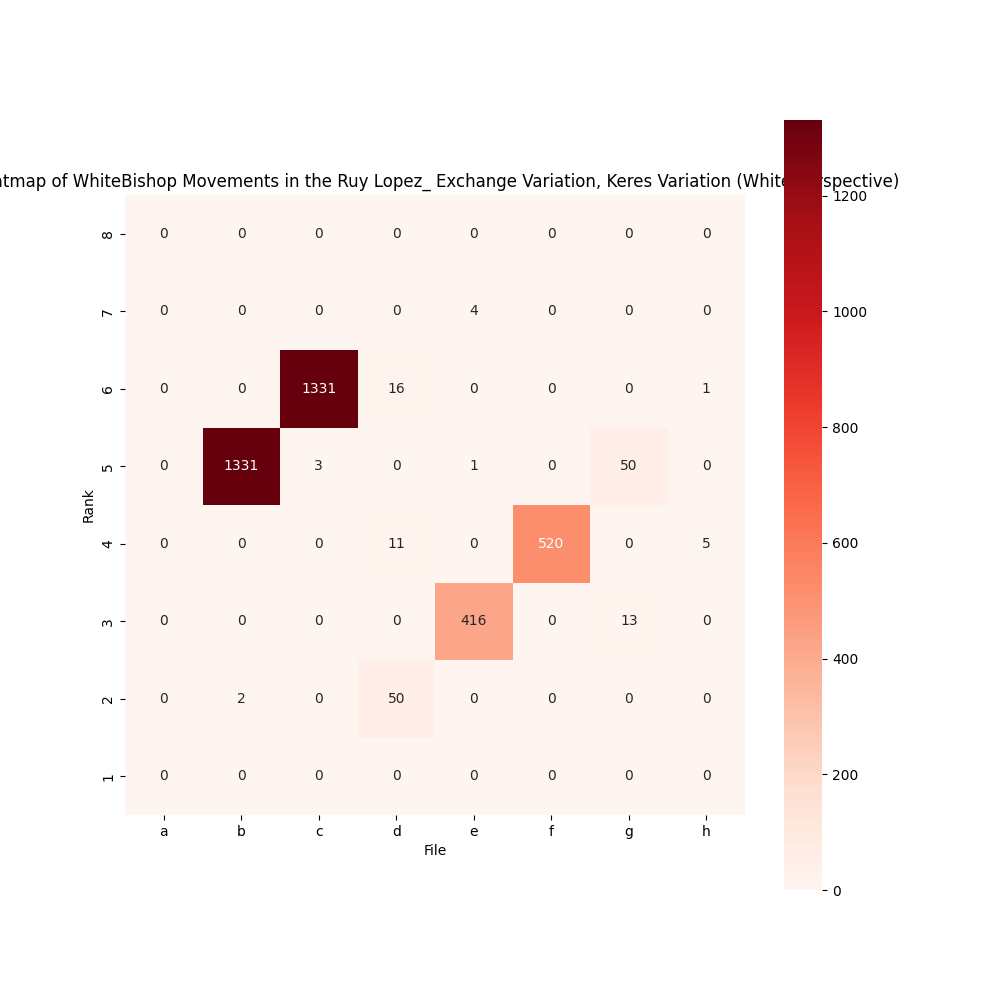 tmap of WhiteBishop Movements in the Ruy Lopez_ Exchange Variation, Keres Variation (White rspective)
1200
8 0 0 0 0 0 0 0 0
7 0 0 0 0 4 0 0 0
1000
6 0 0 1331 16 0 0 0 1
800
5 0 1331 3 0 1 0 50 0
Rank
4 0 0 0 11 0 520 0 5
600
3 0 0 0 0 416 0 13 0
400
2 0 2 0 50 0 0 0 0
200
1 0 0 0 0 0 0 0 0
a b c d e f g h
File
0